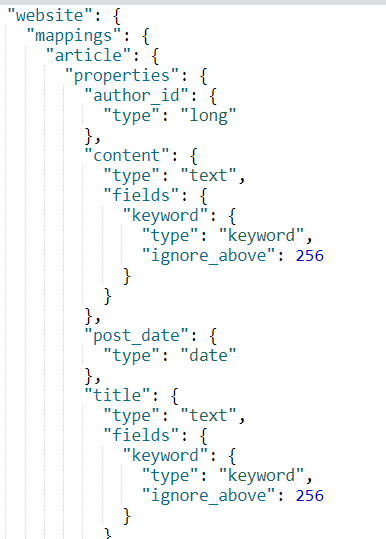 "website": {
"mappings": {
"article": {
"properties": {
"author_id": {
"type": "long"
},
"content": {
"type": "text",
"fields": {
"keyword": {
"type": "keyword",
"ignore_above": 256
}
}
},
"post_date": {
"type": "date"
},
"title": {
"type": "text",
"fields": {
"keyword": {
"type": "keyword",
"ignore_above": 256
}
}